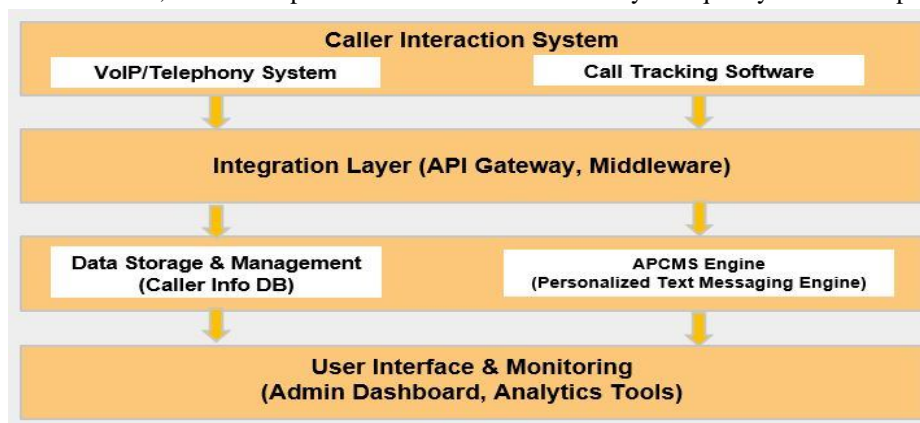 Caller Interaction System
VoIP/Telephony System
Call Tracking Software
Integration Layer (API Gateway, Middleware)
Data Storage & Management
(Caller Info DB)
APCMS Engine
(Personalized Text Messaging Engine)
User Interface & Monitoring
(Admin Dashboard, Analytics Tools)